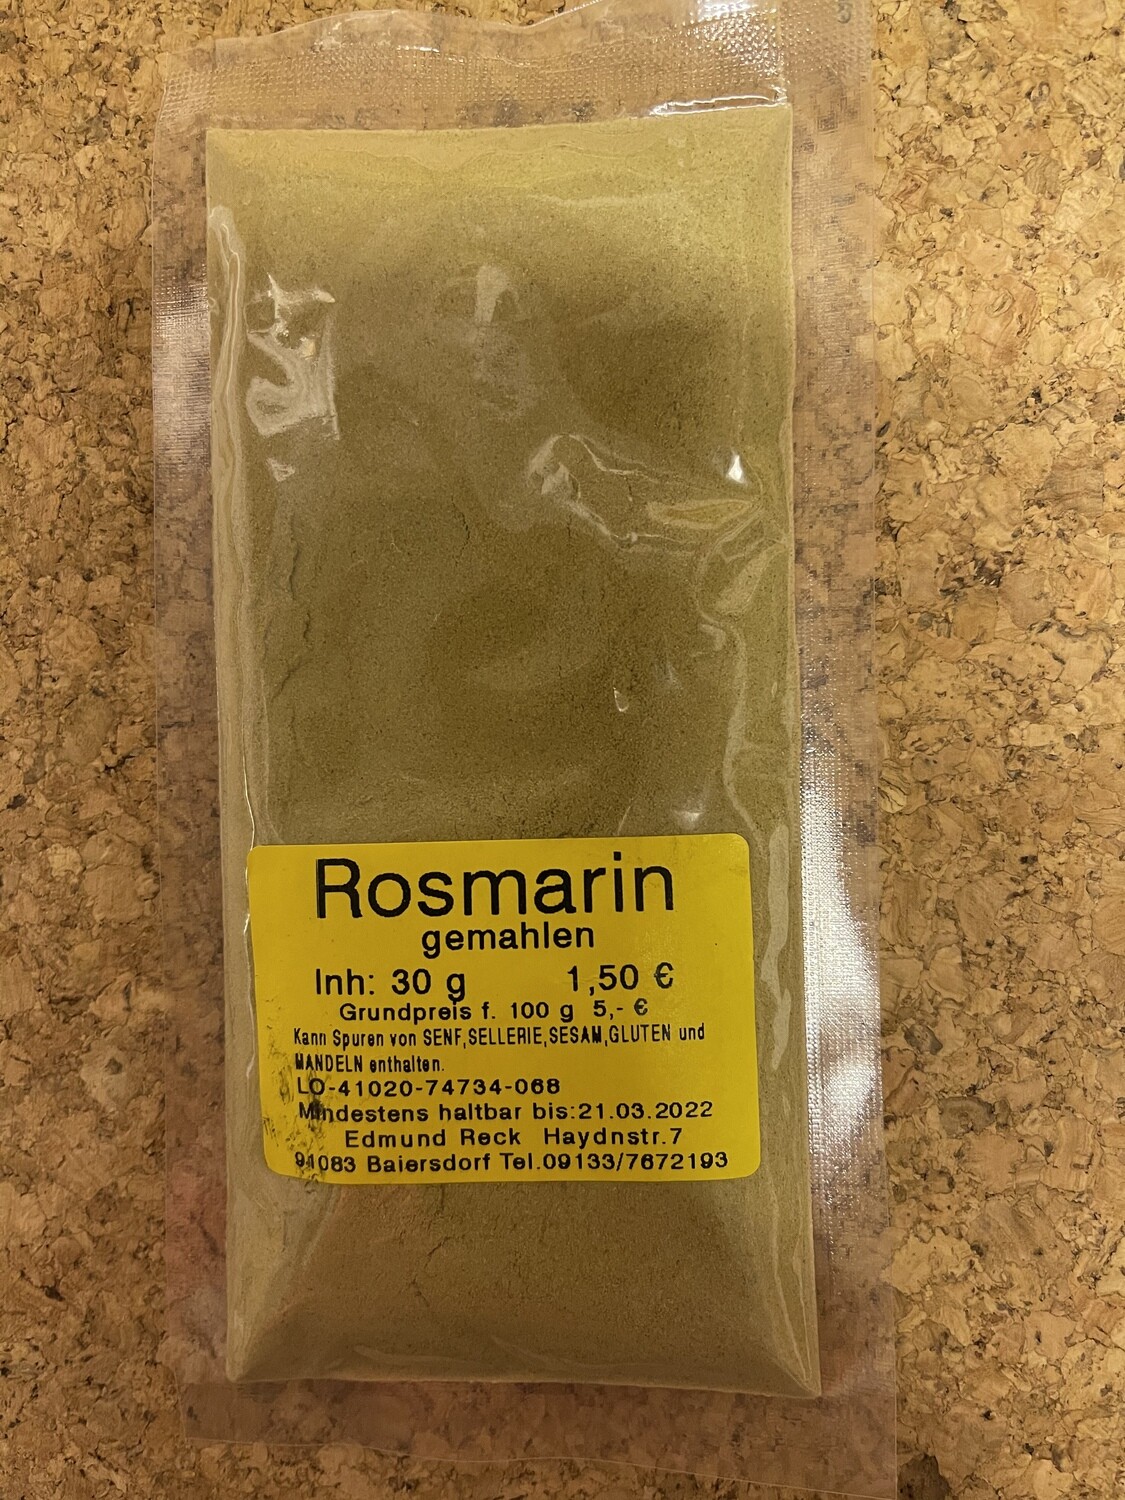 Rosmarin
gemahlen
Inh: 30 g 1,50 €
Grundpreis f. 100 g 5,- €
Kann Spuren von SENF,SELLERIE,SESAM,GLUTEN und
MANDELN enthalten.
LO-41020-74734-068
Mindestens haltbar bis:21.03.2022
Edmund Reck Haydnstr.7
91083 Baiersdorf Tel.09133/7672193